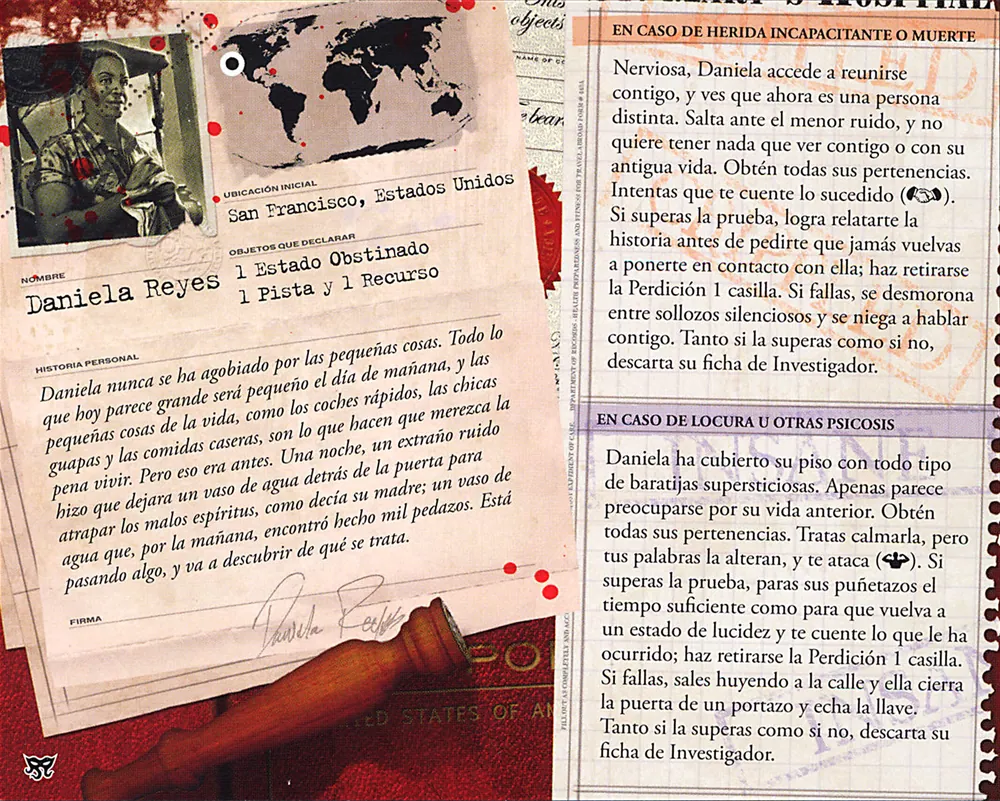 UBICACIÓN INICIAL
San Francisco, Estados Unidos
NOMBRE
Daniela Reyes
OBJETOS QUE DECLARAR
1 Estado Obstinado
1 Pista y 1 Recurso
HISTORIA PERSONAL
Daniela nunca se ha agobiado por las pequeñas cosas. Todo lo
que hoy parece grande será pequeño el día de mañana, y las
pequeñas cosas de la vida, como los coches rápidos, las chicas
guapas y las comidas caseras, son lo que hacen que merezca la
pena vivir. Pero eso era antes. Una noche, un extraño ruido
hizo que dejara un vaso de agua detrás de la puerta para
atrapar los malos espíritus, como decía su madre; un vaso de
agua que, por la mañana, encontró hecho mil pedazos. Está
pasando algo, y va a descubrir de qué se trata.
FIRMA
Daniela Reyes
STATES OF
objects
EN CASO DE HERIDA INCAPACITANTE O MUERTE
Nerviosa, Daniela accede a reunirse
contigo, y ves que ahora es una persona
distinta. Salta ante el menor ruido, y no
quiere tener nada que ver contigo o con su
antigua vida. Obtén todas sus pertenencias.
Intentas que te cuente lo sucedido ( ).
Si superas la prueba, logra relatarte la
historia antes de pedirte que jamás vuelvas
a ponerte en contacto con ella; haz retirarse
la Perdición 1 casilla. Si fallas, se desmorona
entre sollozos silenciosos y se niega a hablar
contigo. Tanto si la superas como si no,
descarta su ficha de Investigador.
EN CASO DE LOCURA U OTRAS PSICOSIS
INSANE
Daniela ha cubierto su piso con todo tipo
de baratijas supersticiosas. Apenas parece
preocuparse por su vida anterior. Obtén
todas sus pertenencias. Tratas calmarla, pero
tus palabras la alteran, y te ataca ( ). Si
superas la prueba, paras sus puñetazos el
tiempo suficiente como para que vuelva a
un estado de lucidez y te cuente lo que le ha
ocurrido; haz retirarse la Perdición 1 casilla.
Si fallas, sales huyendo a la calle y ella cierra
la puerta de un portazo y echa la llave.
Tanto si la superas como si no, descarta su
ficha de Investigador.